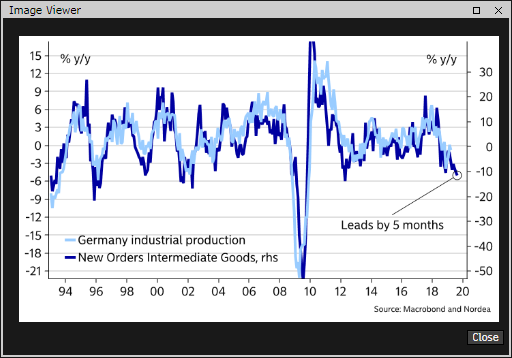 Image Viewer
% y/y % y/y
15
12
9
6
3
0
-3
-6
-9
-12
-15
-18
-21
30
20
10
0
-10
-20
-30
-40
-50
Leads by 5 months
Germany industrial production
New Orders Intermediate Goods, rhs
94 96 98 00 02 04 06 08 10 12 14 16 18 20
Source: Macrobond and Nordea
Close